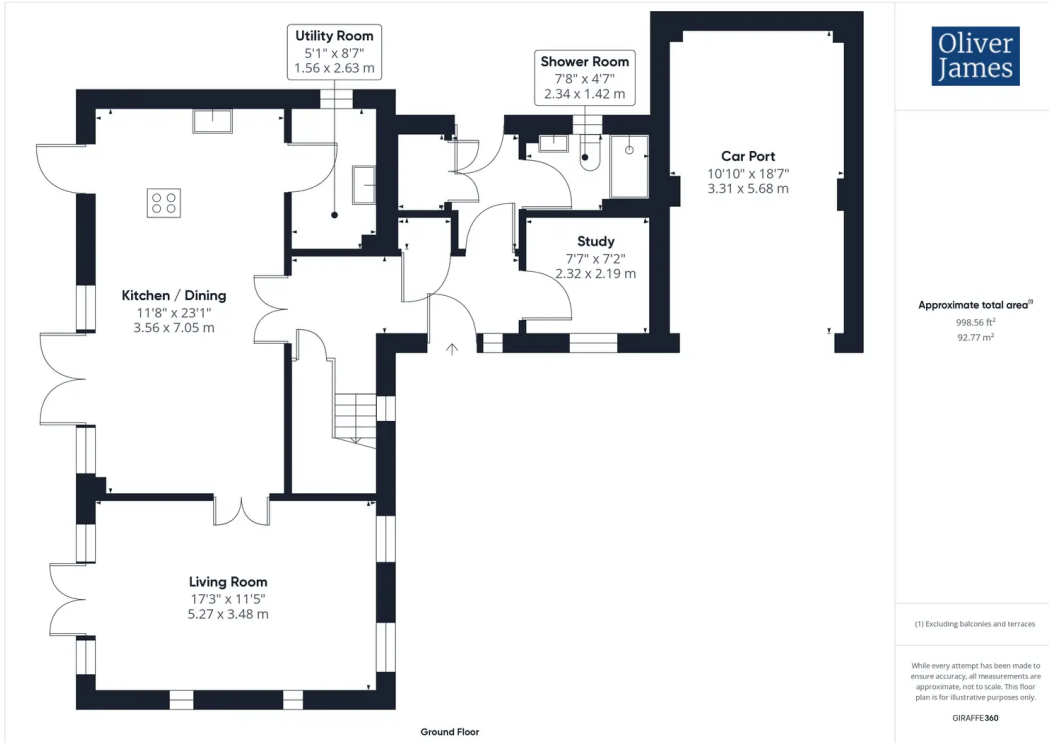 Utility Room
5'1" x 8'7"
1.56 x 2.63 m
Shower Room
7'8" x 4'7"
2.34 x 1.42 m
Car Port
10'10" x 18'7"
3.31 x 5.68 m
Study
7'7" x 7'2"
2.32 x 2.19 m
Kitchen / Dining
11'8" x 23'1"
3.56 x 7.05 m
Living Room
17'3" x 11'5"
5.27 x 3.48 m
Ground Floor
Oliver
James
Approximate total area⁽¹⁾
998.56 ft²
92.77 m²
(1) Excluding balconies and terraces
While every attempt has been made to
ensure accuracy, all measurements are
approximate, not to scale. This floor
plan is for illustrative purposes only.
GIRAFFE360